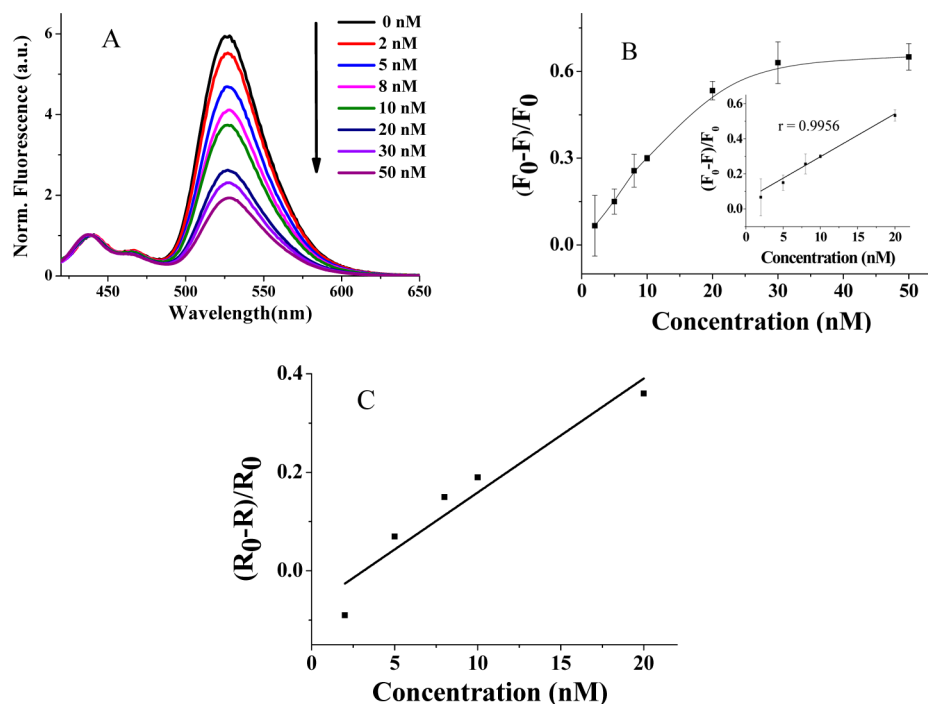 A
0 nM
2 nM
5 nM
8 nM
10 nM
20 nM
30 nM
50 nM
Norm. Fluorescence (a.u.)
6
4
2
0
450 500 550 600 650
Wavelength(nm)
B
(F0-F)/F0
0.6
0.3
0.0
0 10 20 30 40 50
Concentration (nM)
r = 0.9956
(F0-F)/F0
0.6
0.4
0.2
0.0
0 5 10 15 20
Concentration (nM)
C
(R0-R)/R0
0.4
0.2
0.0
0 5 10 15 20
Concentration (nM)